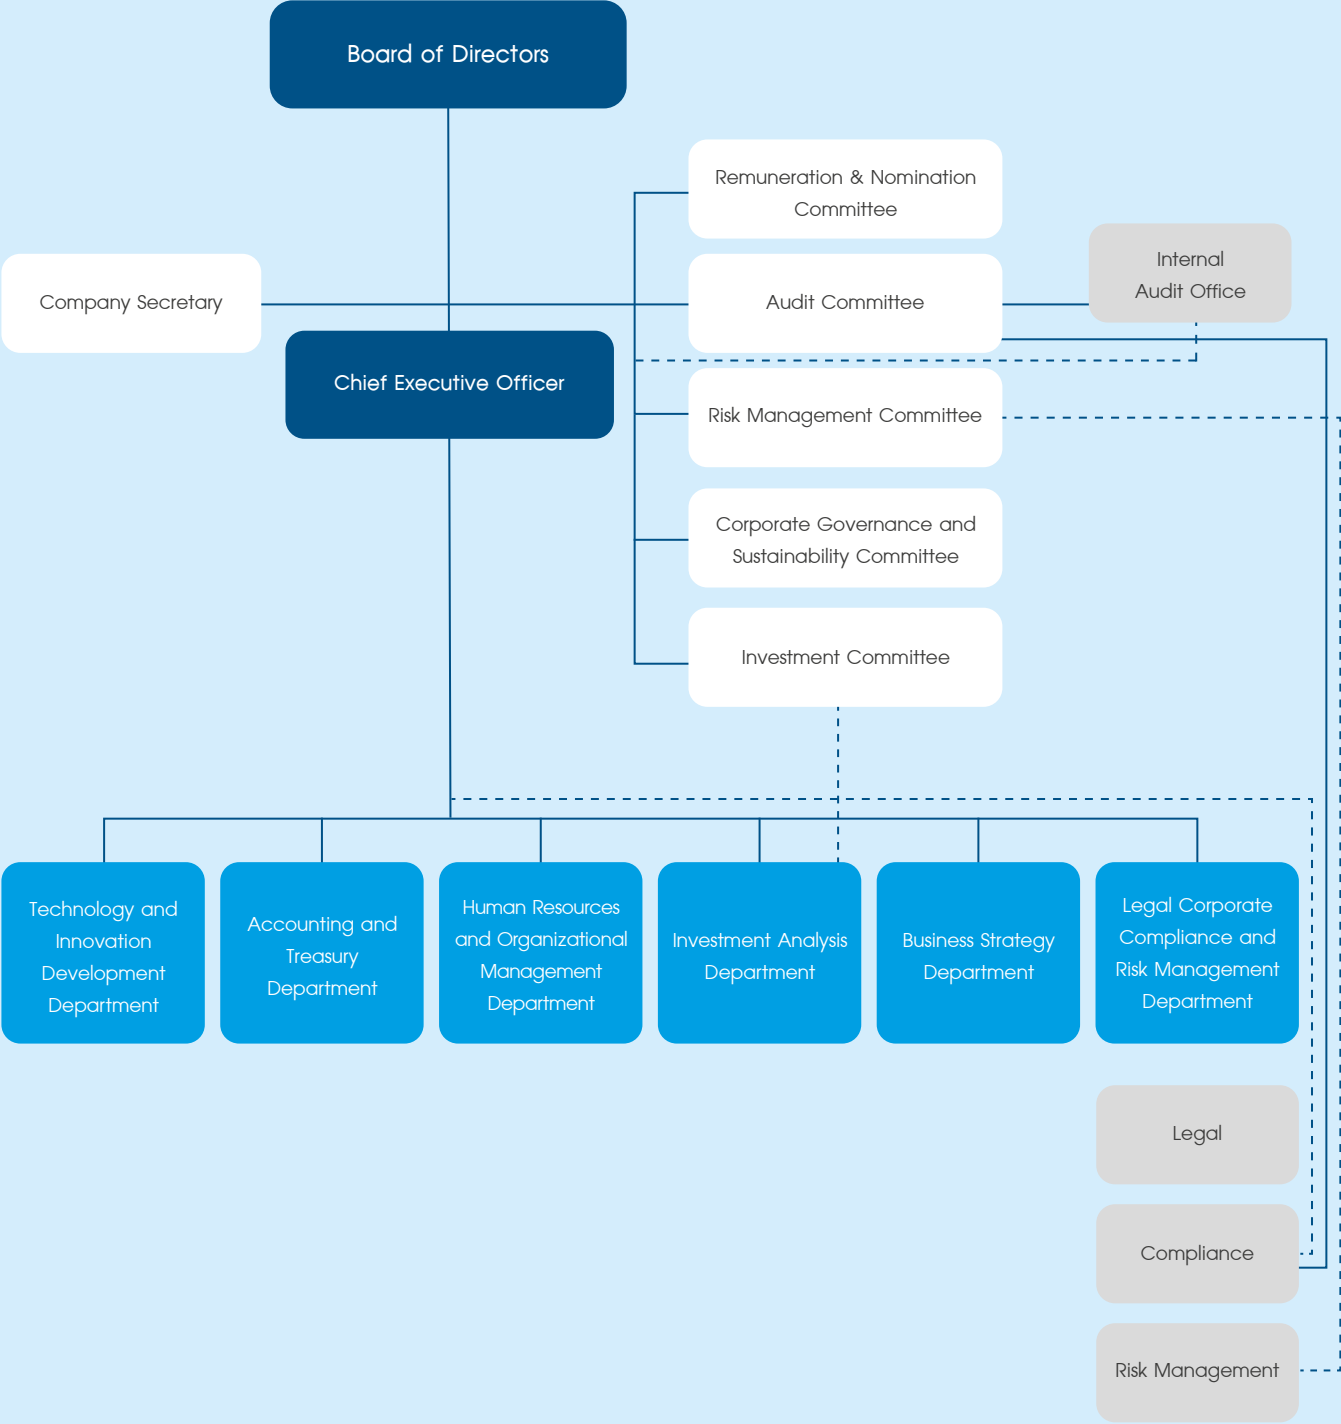 Board of Directors
Remuneration & Nomination
Committee
Internal
Audit Office
Company Secretary
Audit Committee
Chief Executive Officer
Risk Management Committee
Corporate Governance and
Sustainability Committee
Investment Committee
Technology and
Innovation
Development
Department
Accounting and
Treasury
Department
Human Resources
and Organizational
Management
Department
Investment Analysis
Department
Business Strategy
Department
Legal Corporate
Compliance and
Risk Management
Department
Legal
Compliance
Risk Management